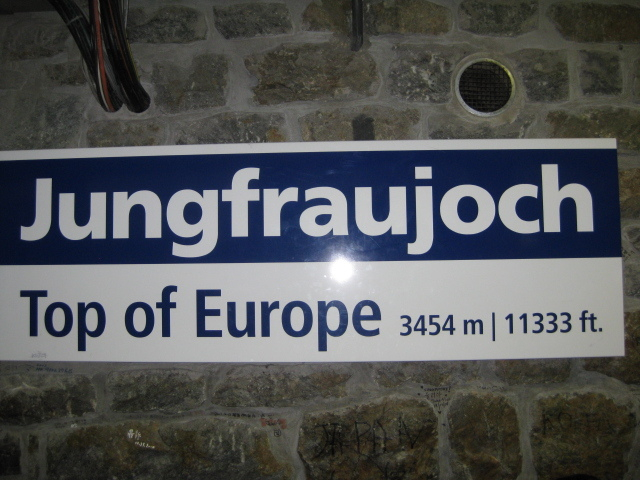 Jungfraujoch
Top of Europe 3454 m | 11333 ft.